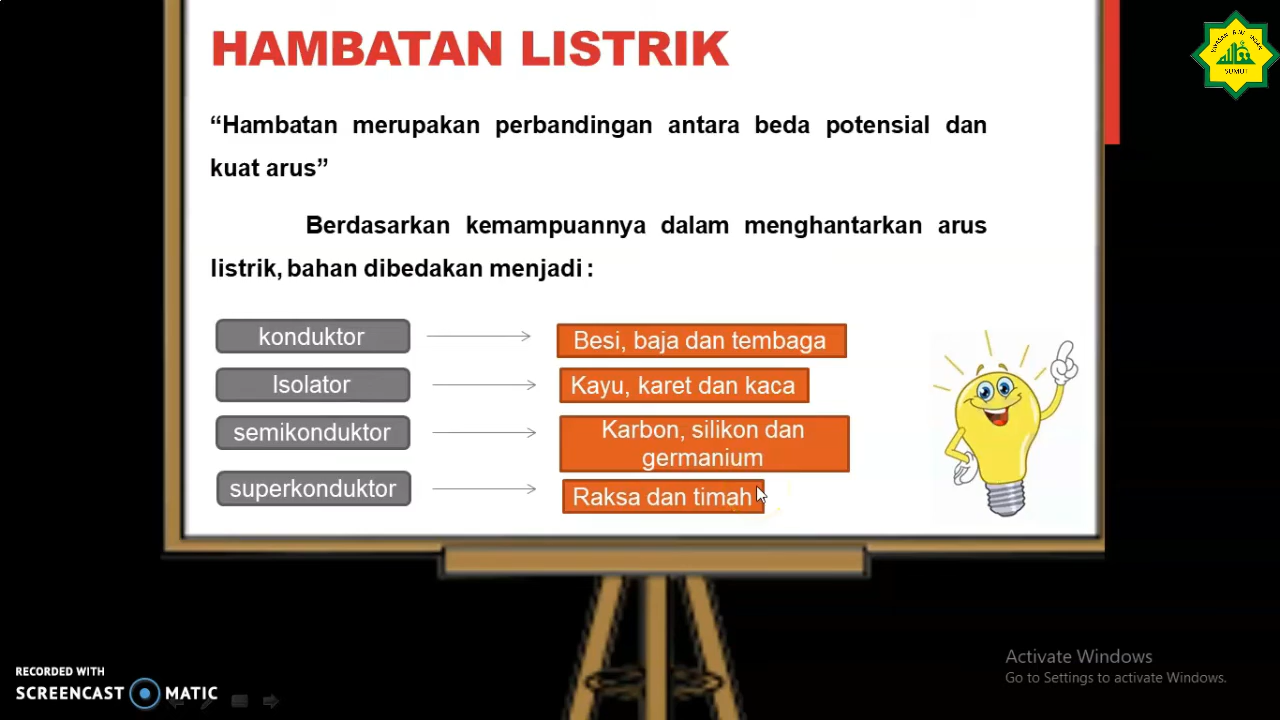 HAMBATAN LISTRIK
“Hambatan merupakan perbandingan antara beda potensial dan
kuat arus”
Berdasarkan kemampuannya dalam menghantarkan arus
listrik, bahan dibedakan menjadi :
konduktor
Besi, baja dan tembaga
Isolator
Kayu, karet dan kaca
semikonduktor
Karbon, silikon dan
germanium
superkonduktor
Raksa dan timah
SUMUT
Activate Windows
Go to Settings to activate Windows.
RECORDED WITH
SCREENCAST MATIC